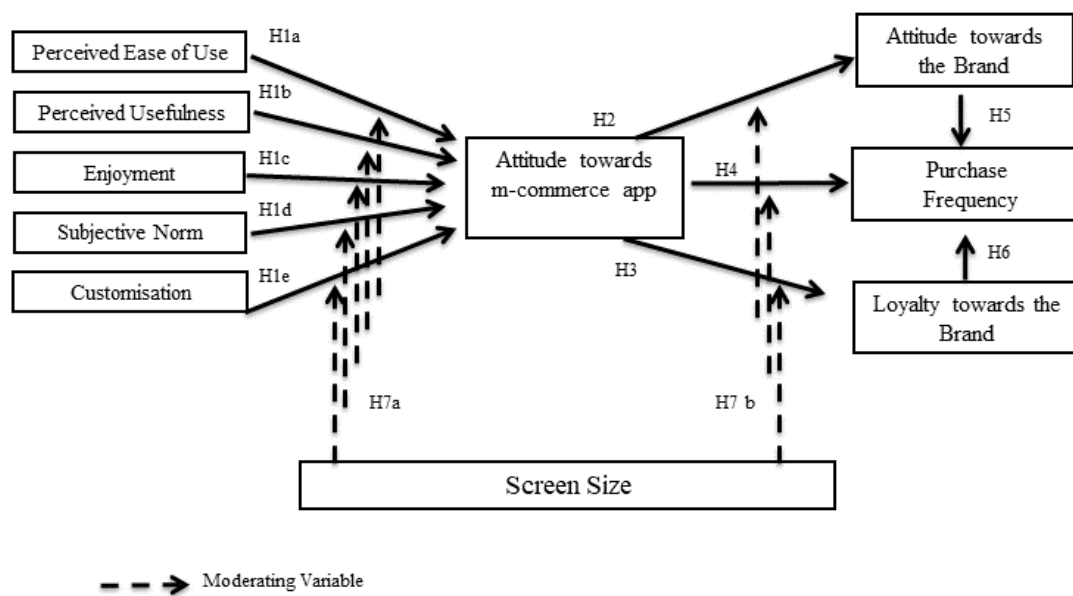 Perceived Ease of Use
H1a
Perceived Usefulness
H1b
Enjoyment
H1c
Subjective Norm
H1d
Customisation
H1e
Attitude towards
m-commerce app
H2
H4
H3
Attitude towards
the Brand
H5
Purchase
Frequency
H6
Loyalty towards the
Brand
H7a
H7 b
Screen Size
Moderating Variable